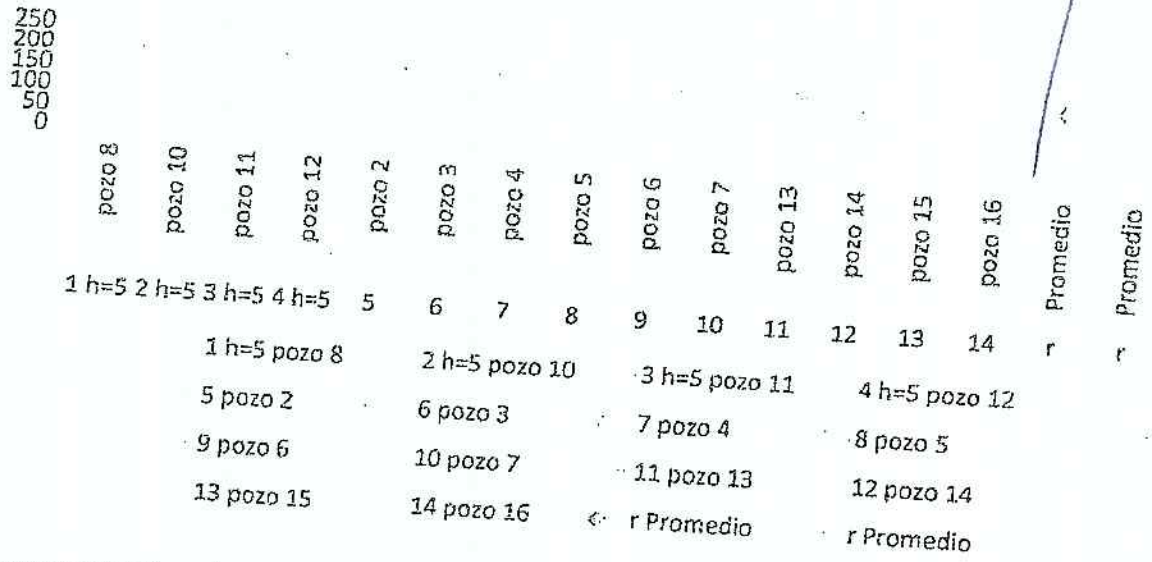 250
200
150
100
50
0
pozo 8 pozo 10 pozo 11 pozo 12 pozo 2 pozo 3 pozo 4 pozo 5 pozo 6 pozo 7 pozo 13 pozo 14 pozo 15 pozo 16 Promedio Promedio
1 h=5 2 h=5 3 h=5 4 h=5 5 6 7 8 9 10 11 12 13 14 r r
1 h=5 pozo 8 2 h=5 pozo 10 3 h=5 pozo 11 4 h=5 pozo 12
5 pozo 2 6 pozo 3 7 pozo 4 8 pozo 5
9 pozo 6 10 pozo 7 11 pozo 13 12 pozo 14
13 pozo 15 14 pozo 16 r Promedio r Promedio